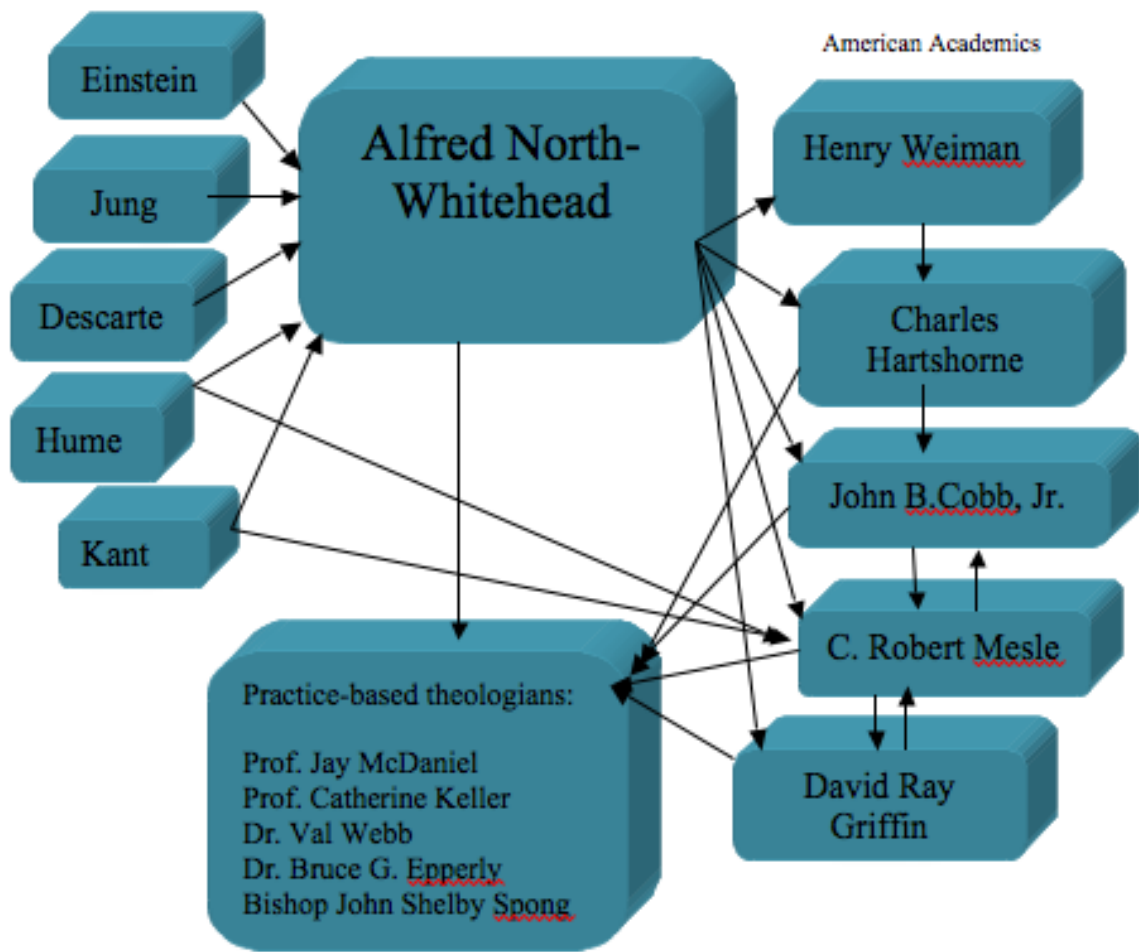 Einstein
Jung
Descarte
Hume
Kant
Alfred North-
Whitehead
American Academics
Henry Weiman
Charles
Hartshorne
John B.Cobb, Jr.
C. Robert Mesle
David Ray
Griffin
Practice-based theologians:
Prof. Jay McDaniel
Prof. Catherine Keller
Dr. Val Webb
Dr. Bruce G. Epperly
Bishop John Shelby Spong